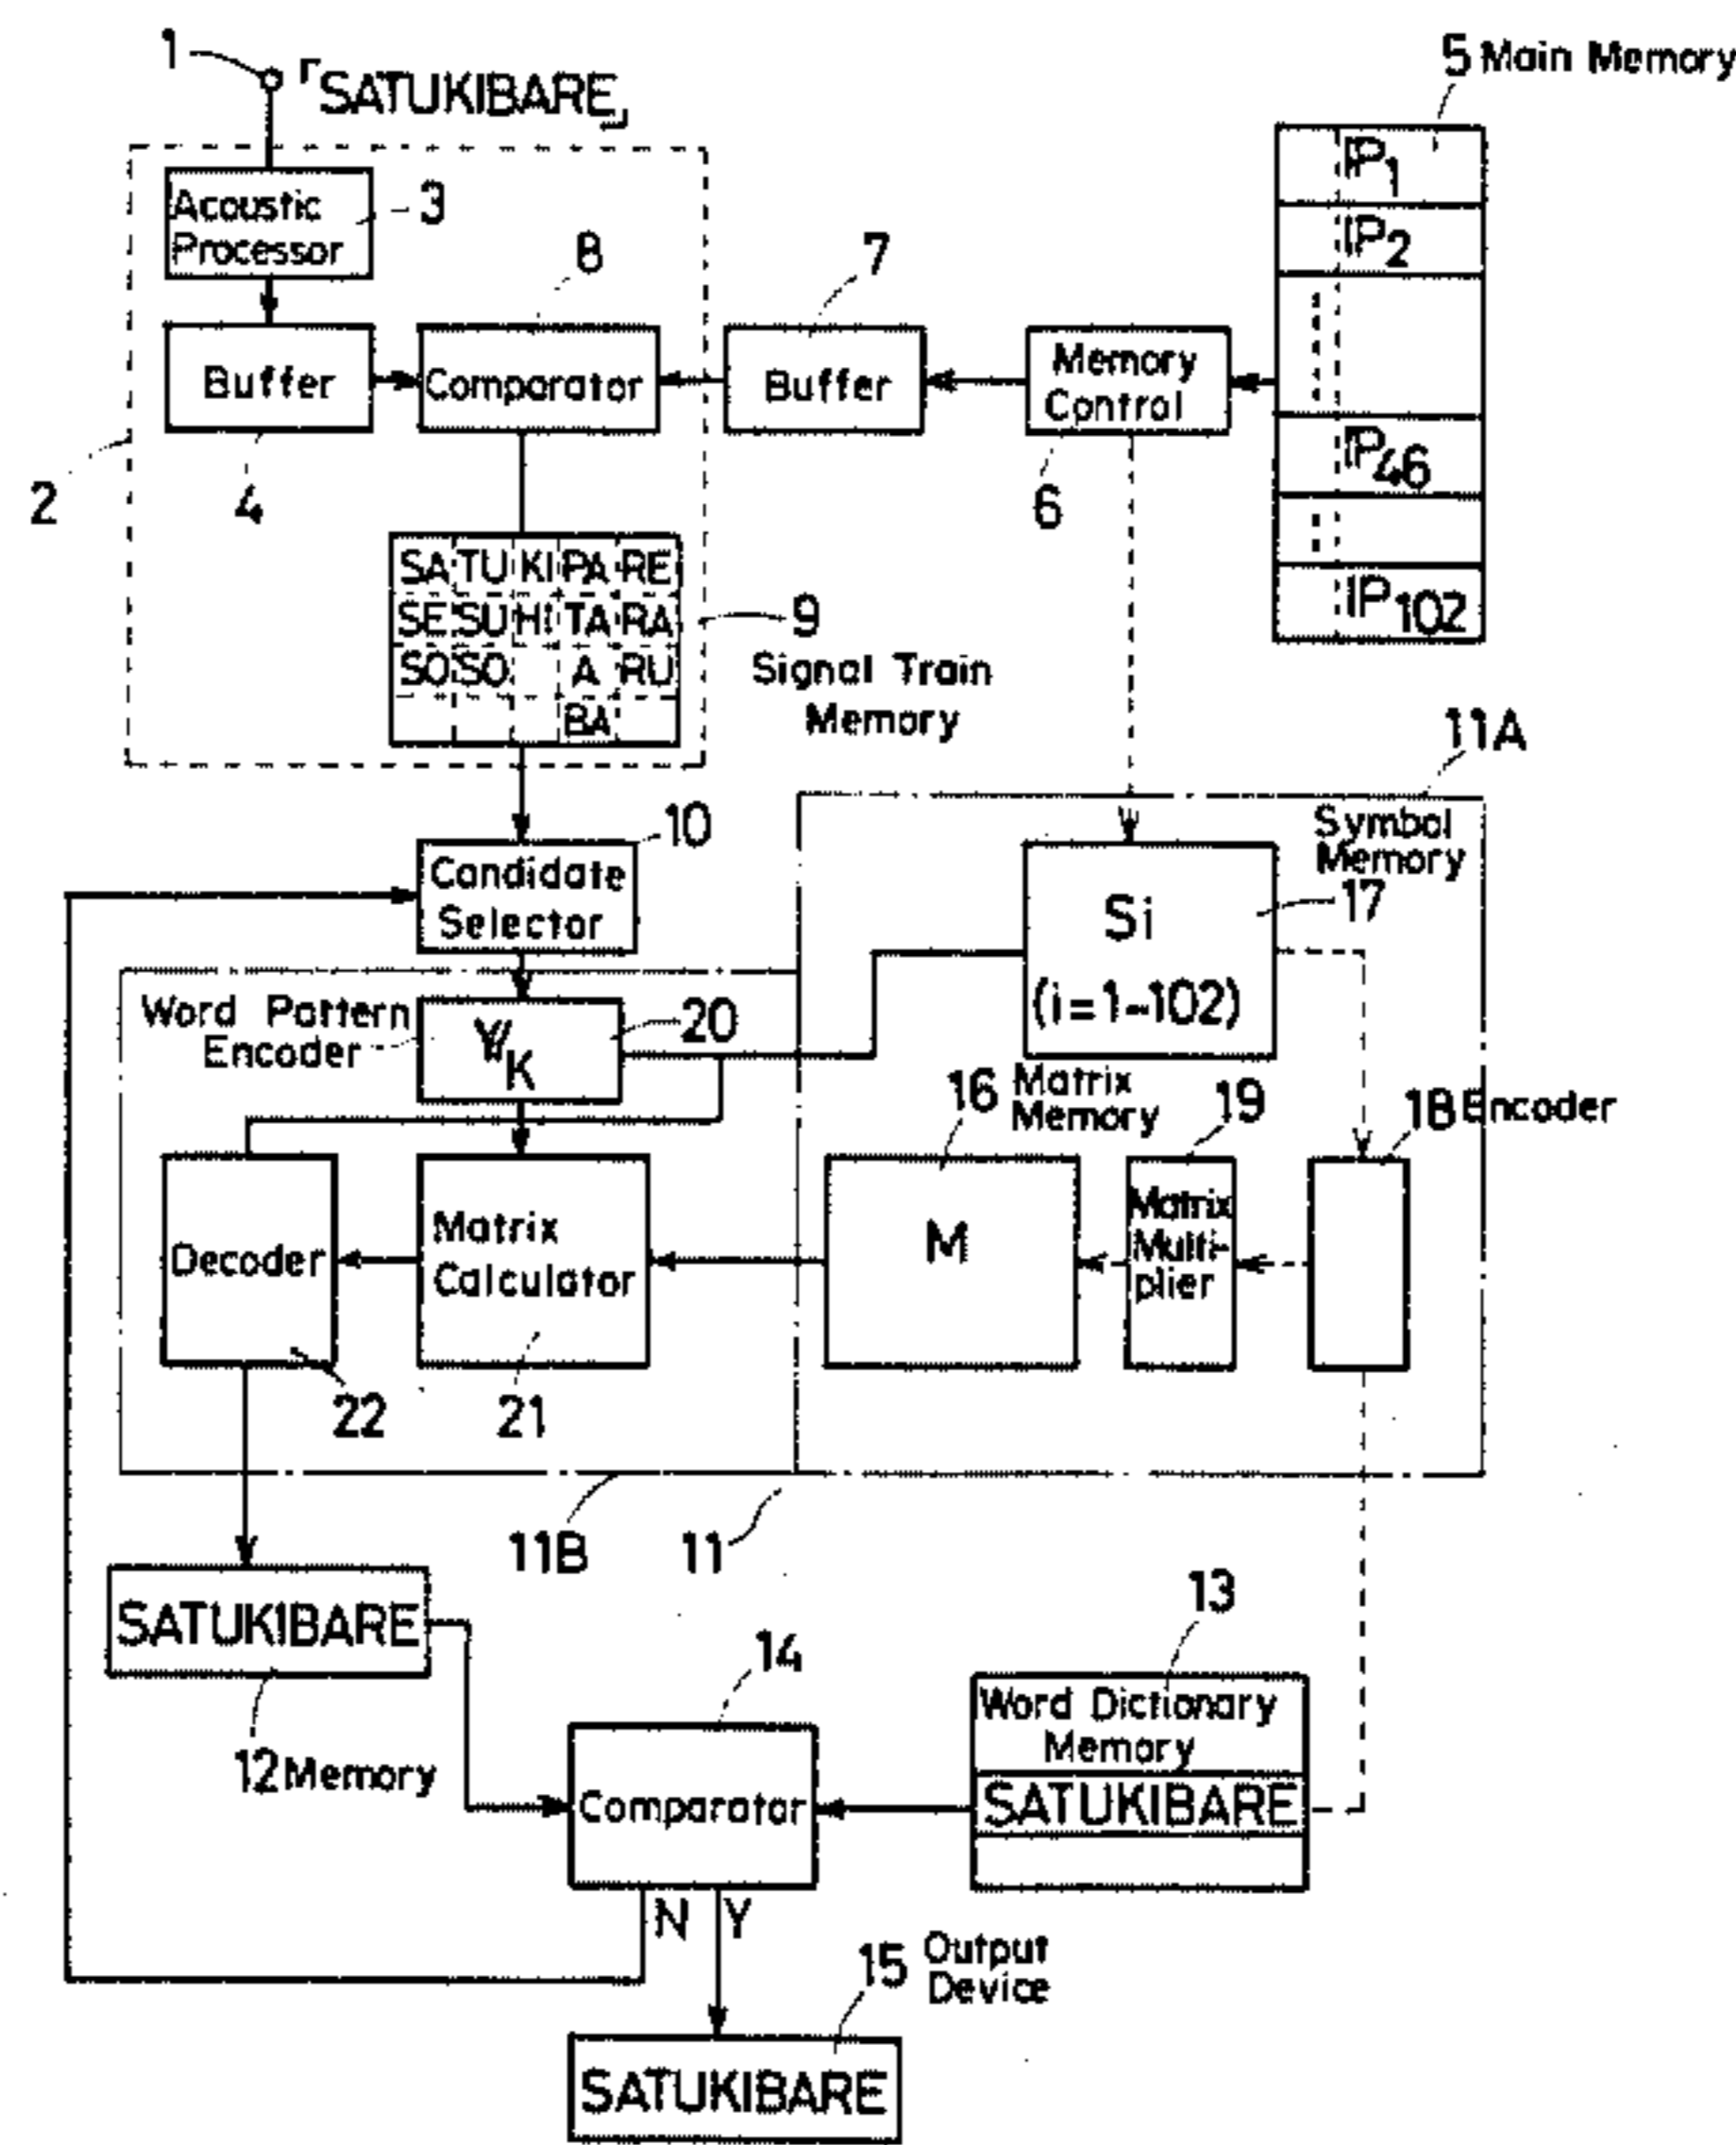 1
「SATUKIBARE」
5 Main Memory
IP1
IP2
IP46
IP102
Acoustic
Processor
3
8
7
Buffer
Comparator
Buffer
Memory
Control
2
4
6
SA TU KI PA RE
SE SU HI TA RA
SO SO A RU
BA
9
Signal Train
Memory
11A
10
Candidate
Selector
Symbol
Memory
17
Si
(i=1~102)
Word Pattern
Encoder
VK
20
16 Matrix
Memory
19
18 Encoder
Decoder
Matrix
Calculator
M
Matrix
Multi-
plier
22
21
11B
11
SATUKIBARE
12 Memory
14
13
Word Dictionary
Memory
SATUKIBARE
Comparator
N Y
15 Output
Device
SATUKIBARE